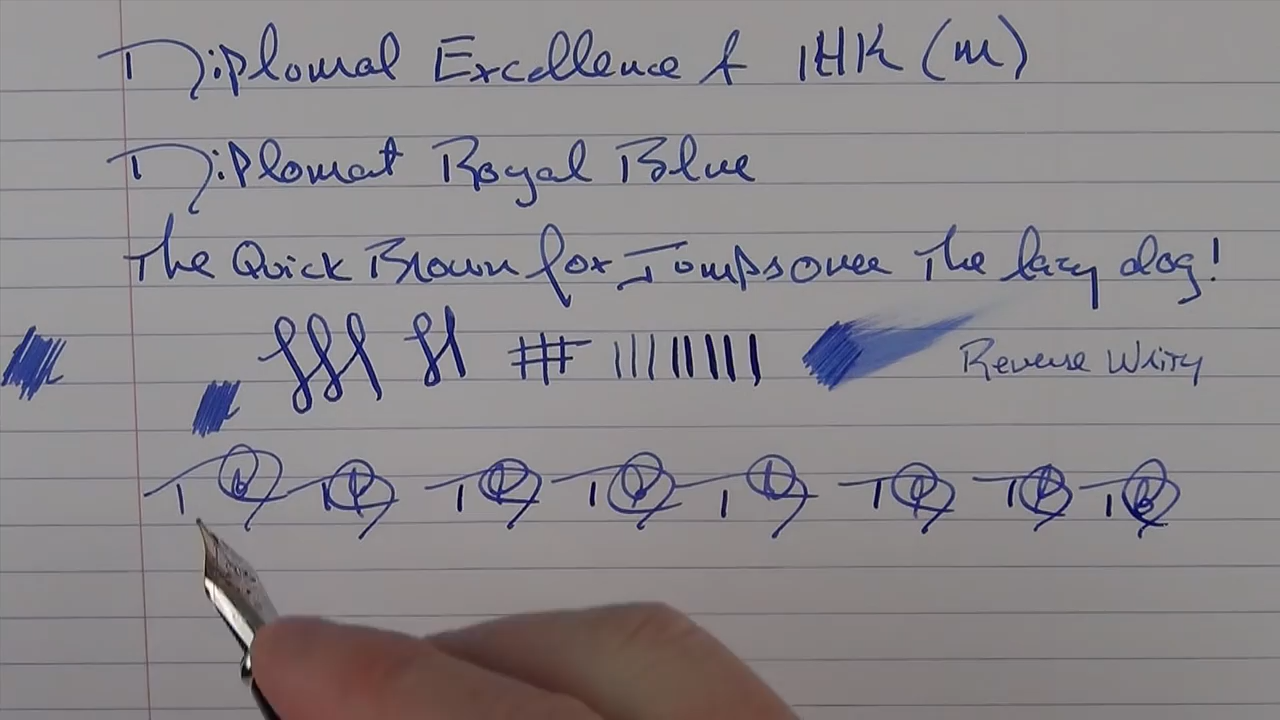 Diplomat Excellence A 14K (M)
Diplomat Royal Blue
The Quick Brown fox Jumps over The lazy dog!
Reverse Writing